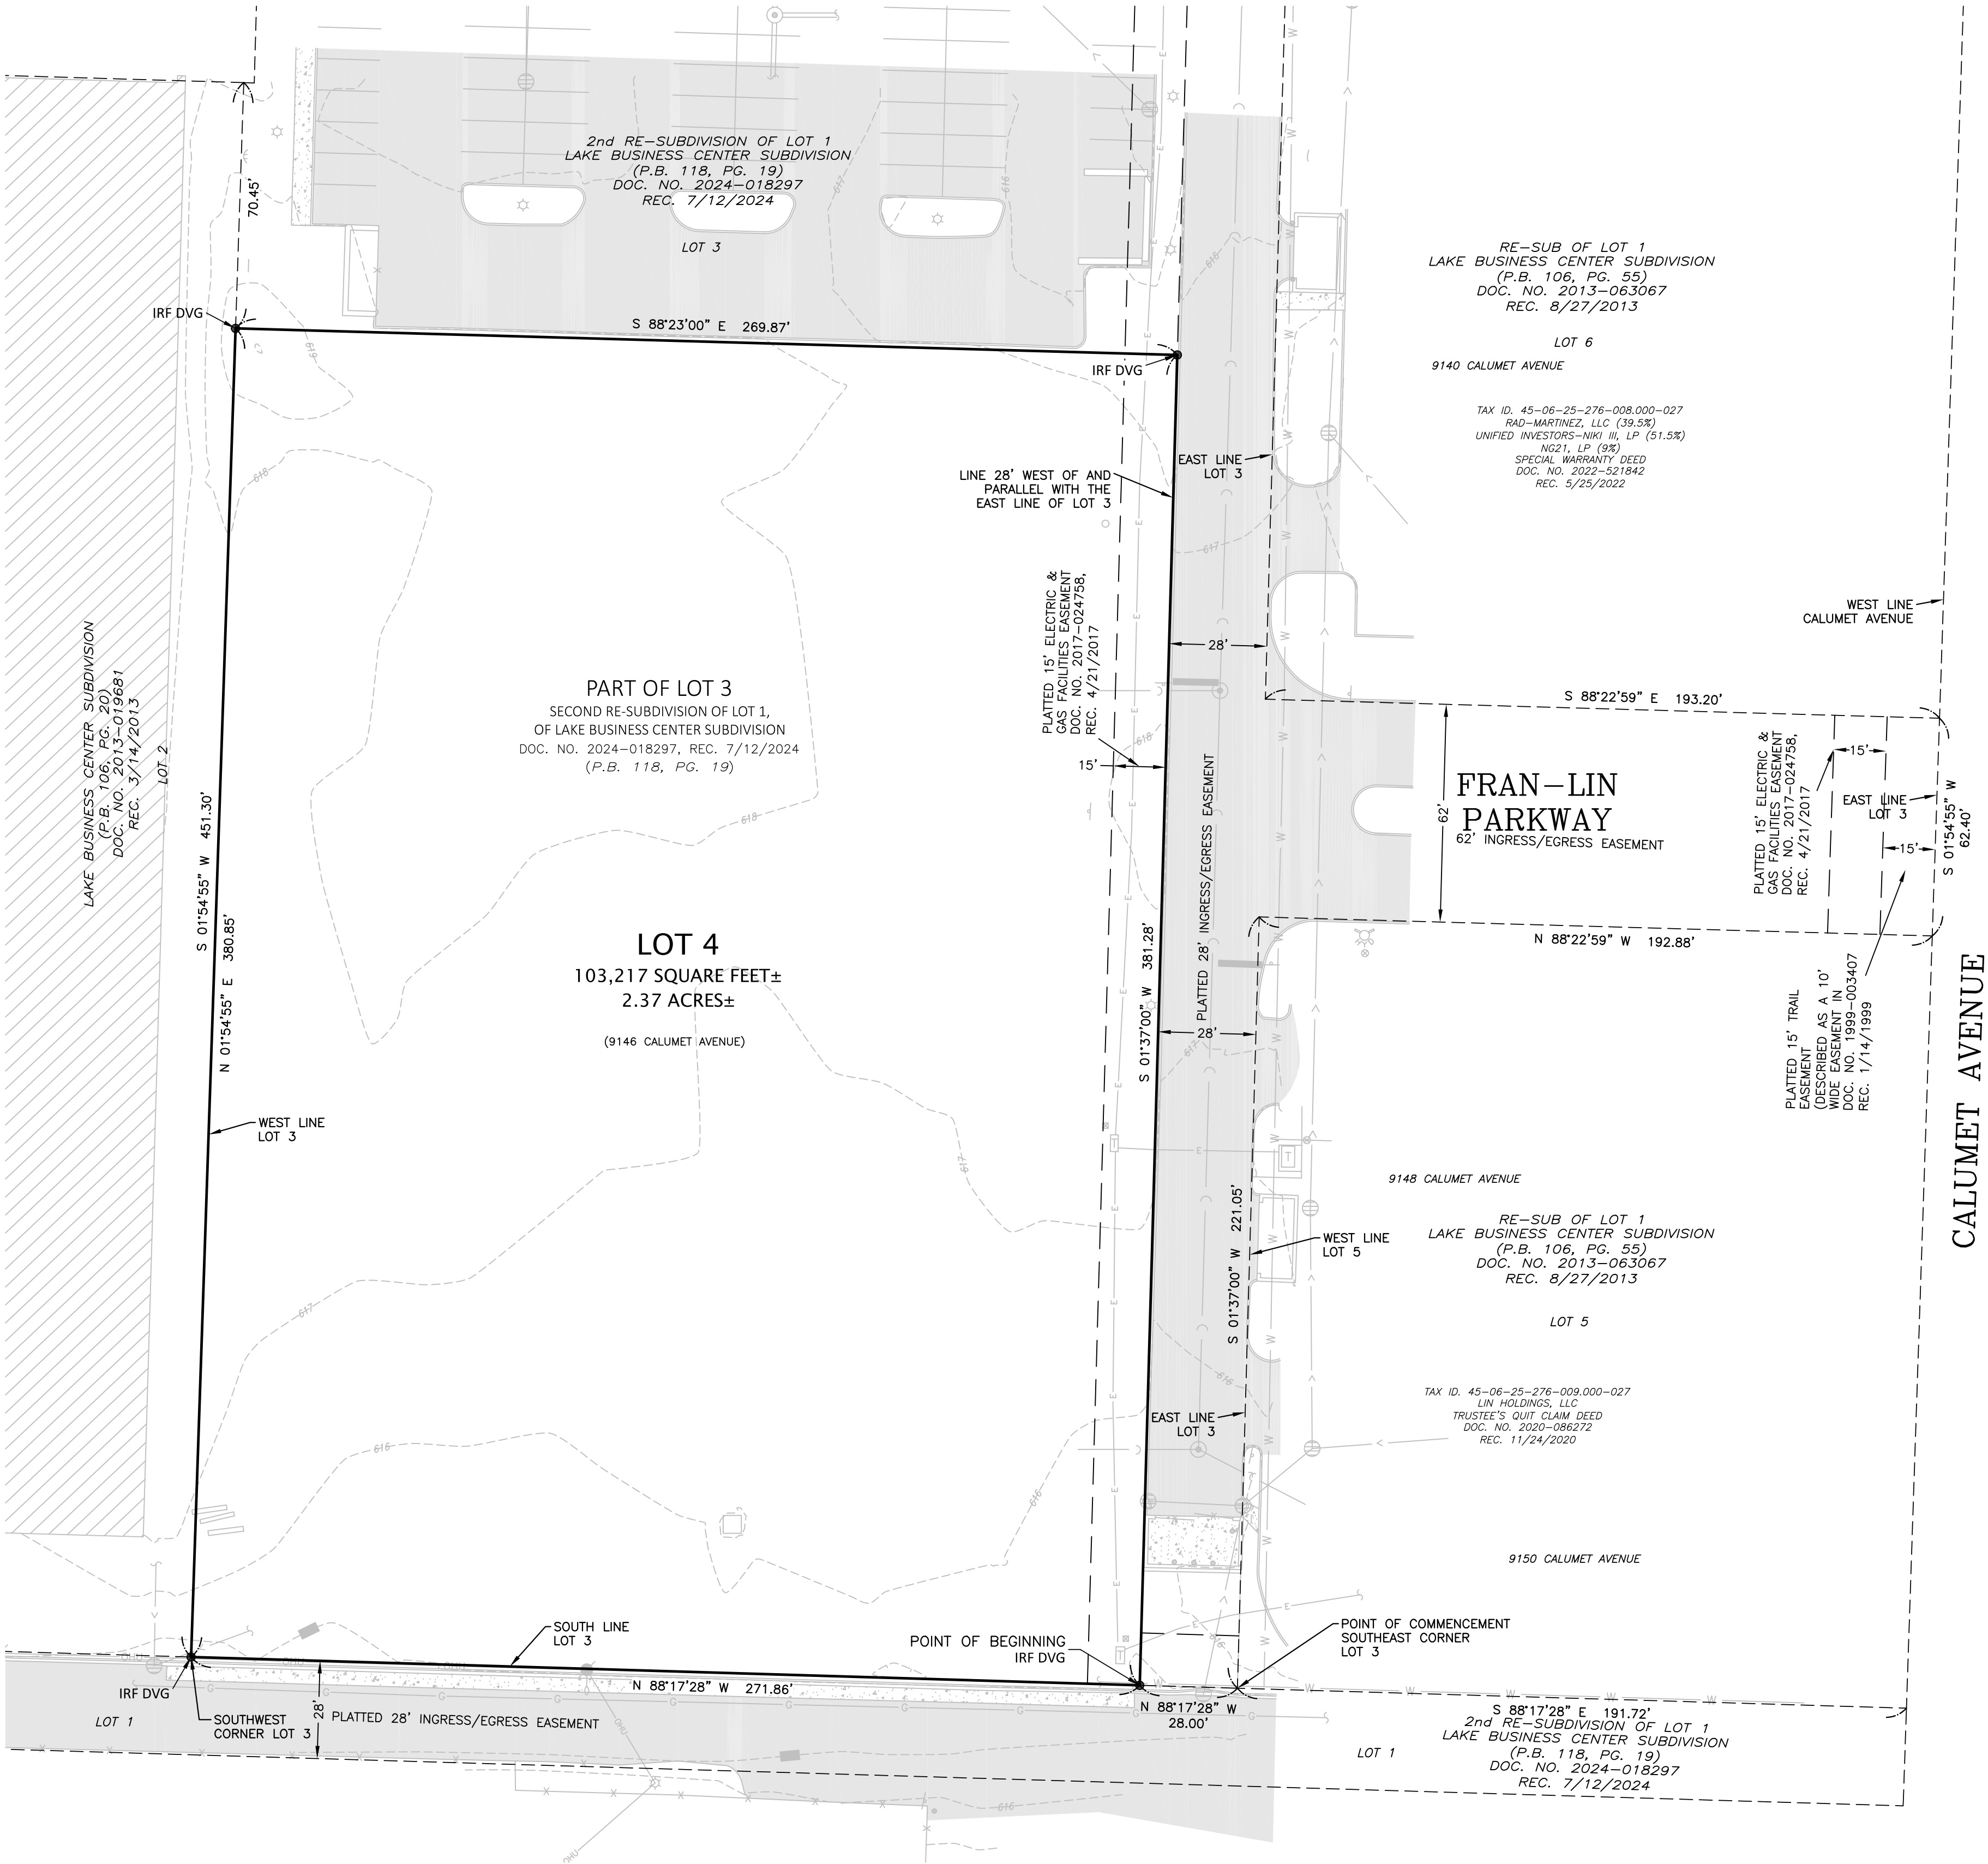 70.45'
2nd RE-SUBDIVISION OF LOT 1
LAKE BUSINESS CENTER SUBDIVISION
(P.B. 118, PG. 19)
DOC. NO. 2024-018297
REC. 7/12/2024
LOT 3
617
616
616
RE-SUB OF LOT 1
LAKE BUSINESS CENTER SUBDIVISION
(P.B. 106, PG. 55)
DOC. NO. 2013-063067
REC. 8/27/2013
LOT 6
9140 CALUMET AVENUE
TAX ID. 45-06-25-276-008.000-027
RAD-MARTINEZ, LLC (39.5%)
UNIFIED INVESTORS-NIKI III, LP (51.5%)
NG21, LP (9%)
SPECIAL WARRANTY DEED
DOC. NO. 2022-521842
REC. 5/25/2022
IRF DVG
S 88°23'00" E 269.87'
IRF DVG
619
618
EAST LINE
LOT 3
LINE 28' WEST OF AND
PARALLEL WITH THE
EAST LINE OF LOT 3
617
PLATTED 15' ELECTRIC &
GAS FACILITIES EASEMENT
DOC. NO. 2017-024758,
REC. 4/21/2017
28'
WEST LINE
CALUMET AVENUE
S 88°22'59" E 193.20'
LAKE BUSINESS CENTER SUBDIVISION
(P.B. 106, PG. 20)
DOC. NO. 2013-019681
REC. 3/14/2013
LOT 2
PART OF LOT 3
SECOND RE-SUBDIVISION OF LOT 1,
OF LAKE BUSINESS CENTER SUBDIVISION
DOC. NO. 2024-018297, REC. 7/12/2024
(P.B. 118, PG. 19)
618
618
15'
PLATTED 28' INGRESS/EGRESS EASEMENT
62'
FRAN-LIN
PARKWAY
62' INGRESS/EGRESS EASEMENT
PLATTED 15' ELECTRIC &
GAS FACILITIES EASEMENT
DOC. NO. 2017-024758,
REC. 4/21/2017
15'
EAST LINE
LOT 3
15'
S 01°54'55" W
62.40'
S 01°54'55" W 451.30'
N 01°54'55" E 380.85'
LOT 4
103,217 SQUARE FEET±
2.37 ACRES±
(9146 CALUMET AVENUE)
S 01°37'00" W 381.28'
28'
617
N 88°22'59" W 192.88'
PLATTED 15' TRAIL
EASEMENT
(DESCRIBED AS A 10'
WIDE EASEMENT IN
DOC. NO. 1999-003407
REC. 1/14/1999
CALUMET AVENUE
WEST LINE
LOT 3
617
617
T
T
9148 CALUMET AVENUE
S 01°37'00" W 221.05'
WEST LINE
LOT 5
RE-SUB OF LOT 1
LAKE BUSINESS CENTER SUBDIVISION
(P.B. 106, PG. 55)
DOC. NO. 2013-063067
REC. 8/27/2013
LOT 5
616
TAX ID. 45-06-25-276-009.000-027
LIN HOLDINGS, LLC
TRUSTEE'S QUIT CLAIM DEED
DOC. NO. 2020-086272
REC. 11/24/2020
EAST LINE
LOT 3
616
616
9150 CALUMET AVENUE
SOUTH LINE
LOT 3
POINT OF BEGINNING
IRF DVG
T
616
POINT OF COMMENCEMENT
SOUTHEAST CORNER
LOT 3
OHU
OHU
IRF DVG
LOT 1
SOUTHWEST
CORNER LOT 3
28'
N 88°17'28" W 271.86'
PLATTED 28' INGRESS/EGRESS EASEMENT
OHU
N 88°17'28" W
28.00'
S 88°17'28" E 191.72'
2nd RE-SUBDIVISION OF LOT 1
LAKE BUSINESS CENTER SUBDIVISION
(P.B. 118, PG. 19)
DOC. NO. 2024-018297
REC. 7/12/2024
LOT 1
616
OHU